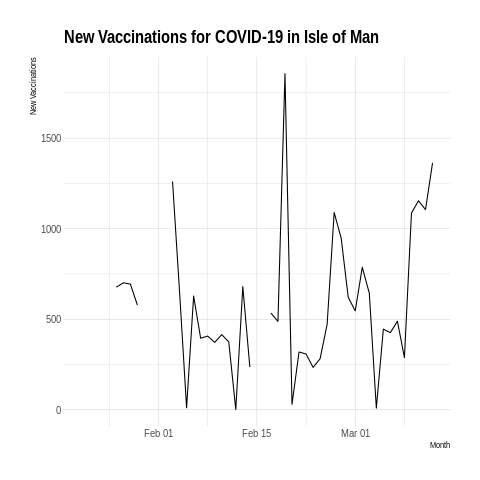 New Vaccinations for COVID-19 in Isle of Man
New Vaccinations
1500
1000
500
0
Feb 01 Feb 15 Mar 01
Month